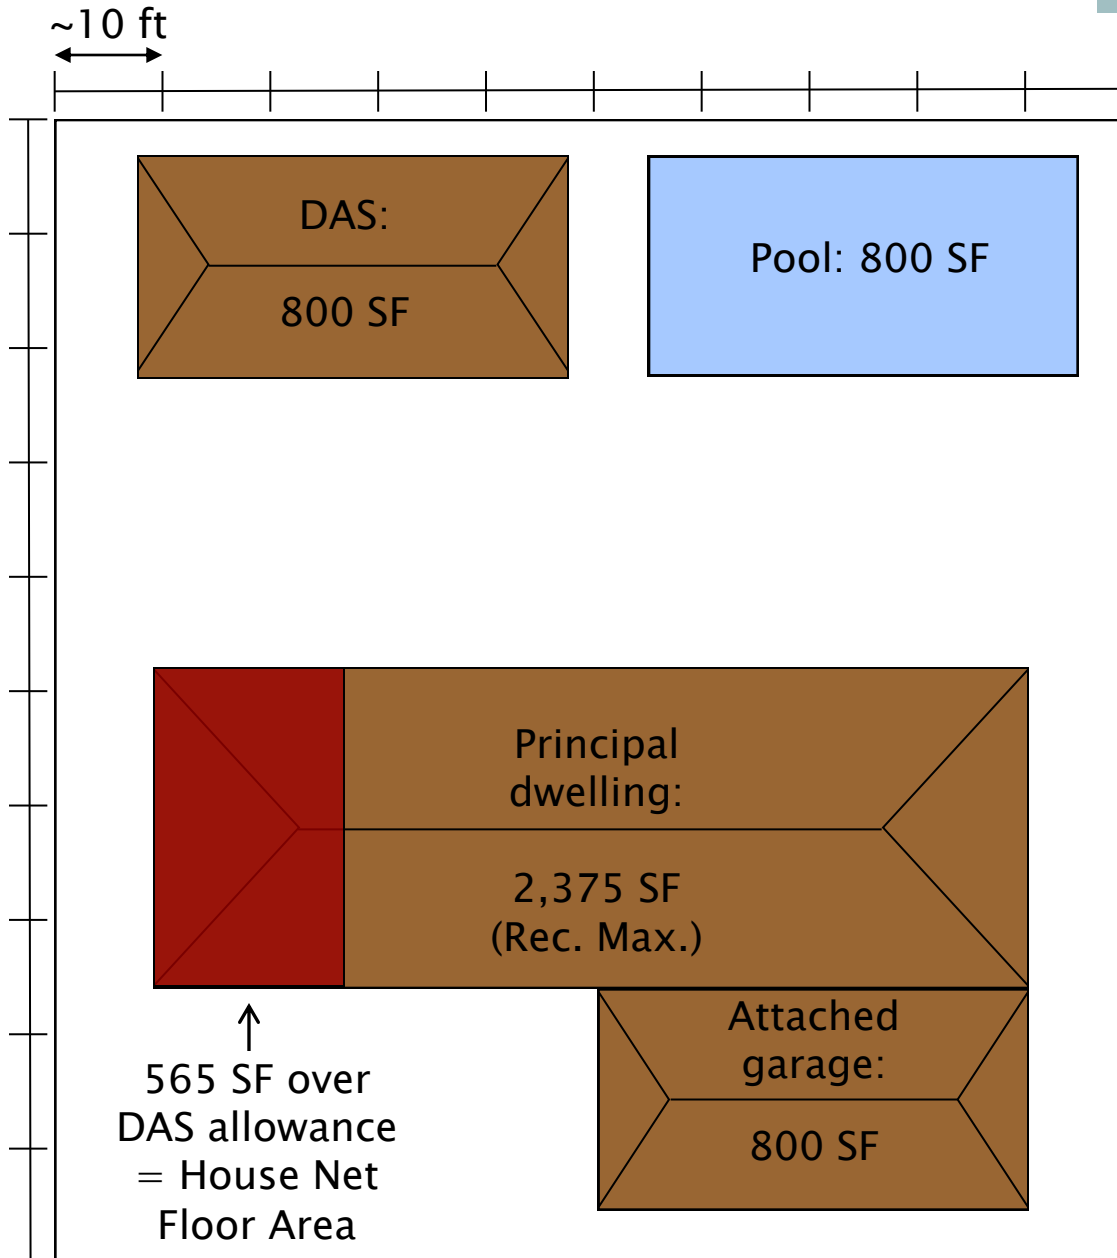 ~10 ft
DAS:
800 SF
Pool: 800 SF
Principal
dwelling:
2,375 SF
(Rec. Max.)
565 SF over
DAS allowance
= House Net
Floor Area
Attached
garage:
800 SF